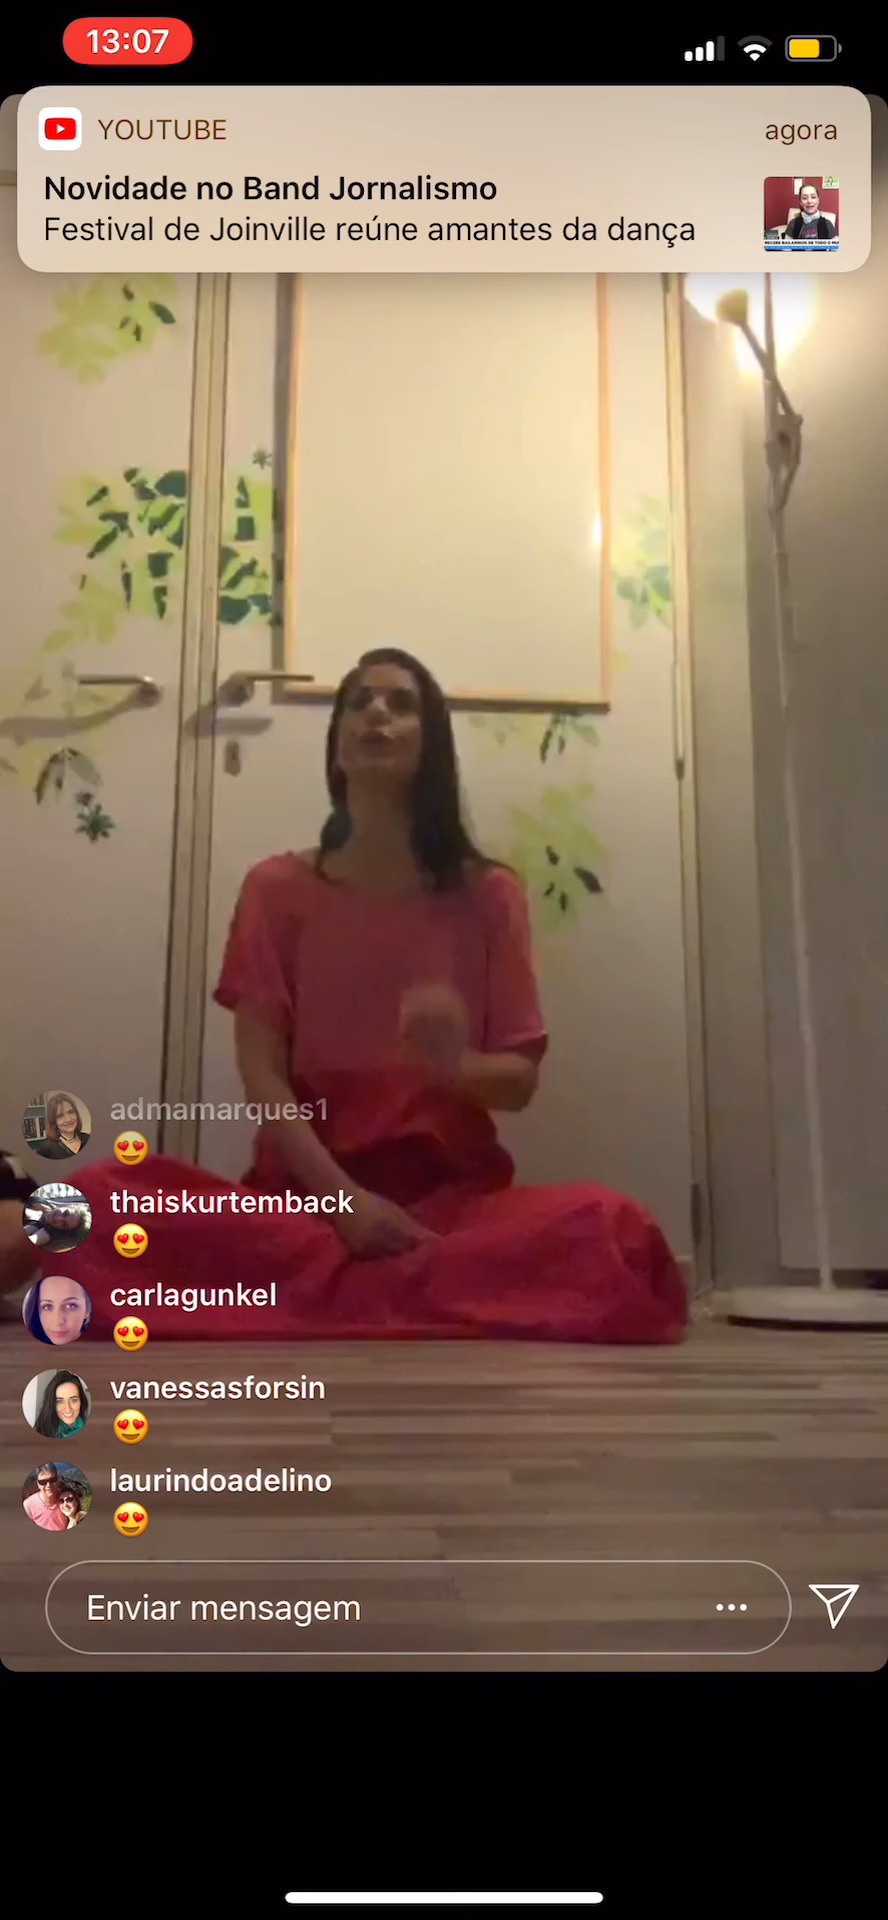 13:07
YOUTUBE
agora
Novidade no Band Jornalismo
Festival de Joinville reúne amantes da dança
admamarques1
😍
thaiskurtemback
😍
carlagunkel
😍
vanessasforsin
😍
laurindoadelino
😍
Enviar mensagem